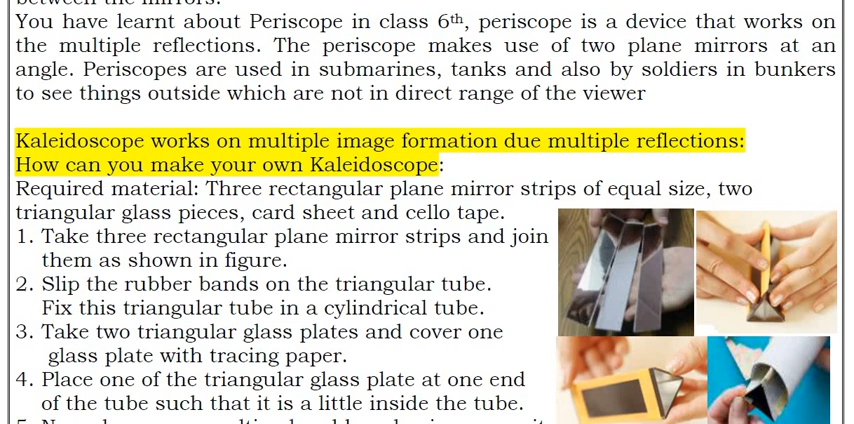 between the mirrors.
You have learnt about Periscope in class 6th, periscope is a device that works on
the multiple reflections. The periscope makes use of two plane mirrors at an
angle. Periscopes are used in submarines, tanks and also by soldiers in bunkers
to see things outside which are not in direct range of the viewer
Kaleidoscope works on multiple image formation due multiple reflections:
How can you make your own Kaleidoscope:
Required material: Three rectangular plane mirror strips of equal size, two
triangular glass pieces, card sheet and cello tape.
1. Take three rectangular plane mirror strips and join
them as shown in figure.
2. Slip the rubber bands on the triangular tube.
Fix this triangular tube in a cylindrical tube.
3. Take two triangular glass plates and cover one
glass plate with tracing paper.
4. Place one of the triangular glass plate at one end
of the tube such that it is a little inside the tube.